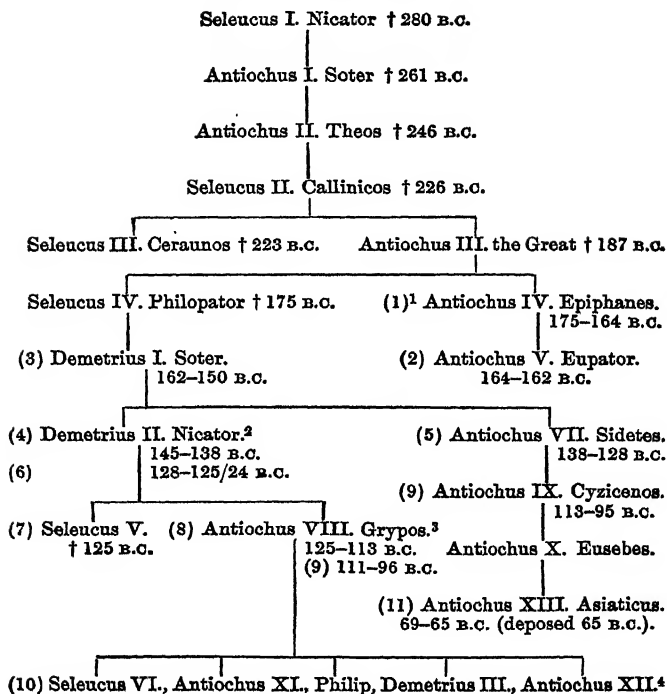 Seleucus I. Nicator † 280 B.C.
Antiochus I. Soter † 261 B.C.
Antiochus II. Theos † 246 B.C.
Seleucus II. Callinicos † 226 B.C.
Seleucus III. Ceraunos † 223 B.C. Antiochus III. the Great † 187 B.C.
Seleucus IV. Philopator † 175 B.C. (1)¹ Antiochus IV. Epiphanes.
175–164 B.C.
(3) Demetrius I. Soter. (2) Antiochus V. Eupator.
162–150 B.C. 164–162 B.C.
(4) Demetrius II. Nicator.² (5) Antiochus VII. Sidetes.
145–138 B.C. 138–128 B.C.
(6) 128–125/24 B.C.
(9) Antiochus IX. Cyzicenos.
113–95 B.C.
(7) Seleucus V. (8) Antiochus VIII. Grypos.³
† 125 B.C. 125–113 B.C. Antiochus X. Eusebes.
(9) 111–96 B.C.
(11) Antiochus XIII. Asiaticus.
69–65 B.C. (deposed 65 B.C.).
(10) Seleucus VI., Antiochus XI., Philip, Demetrius III., Antiochus XII.⁴